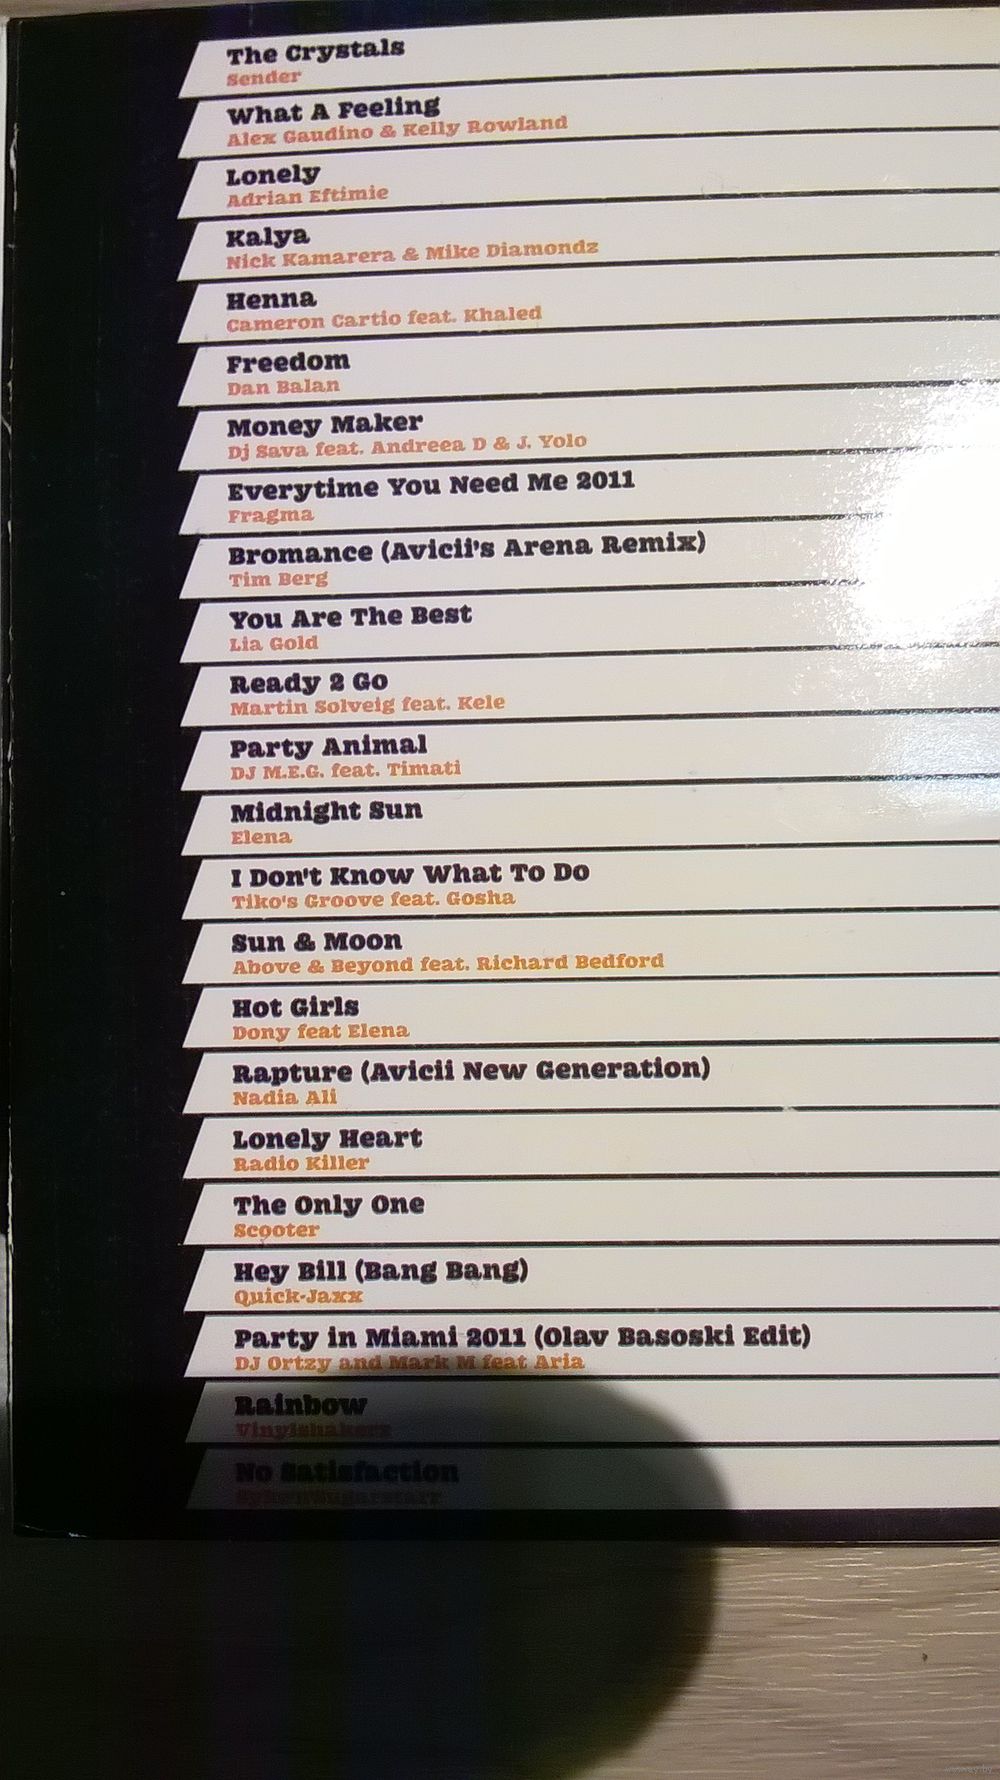 The Crystals
Sender
What A Feeling
Alex Gaudino & Kelly Rowland
Lonely
Adrian Eftimie
Kalya
Nick Kamarera & Mike Diamondz
Henna
Cameron Cartio feat. Khaled
Freedom
Dan Balan
Money Maker
Dj Sava feat. Andreea D & J. Yolo
Everytime You Need Me 2011
Fragma
Bromance (Avicii's Arena Remix)
Tim Berg
You Are The Best
Lia Gold
Ready 2 Go
Martin Solveig feat. Kele
Party Animal
DJ M.E.G. feat. Timati
Midnight Sun
Elena
I Don't Know What To Do
Tiko's Groove feat. Gosha
Sun & Moon
Above & Beyond feat. Richard Bedford
Hot Girls
Dony feat Elena
Rapture (Avicii New Generation)
Nadia Ali
Lonely Heart
Radio Killer
The Only One
Scooter
Hey Bill (Bang Bang)
Quick-Jaxx
Party in Miami 2011 (Olav Basoski Edit)
DJ Ortzy and Mark M feat Aria
Rainbow
Vinylshakerz
No Satisfaction